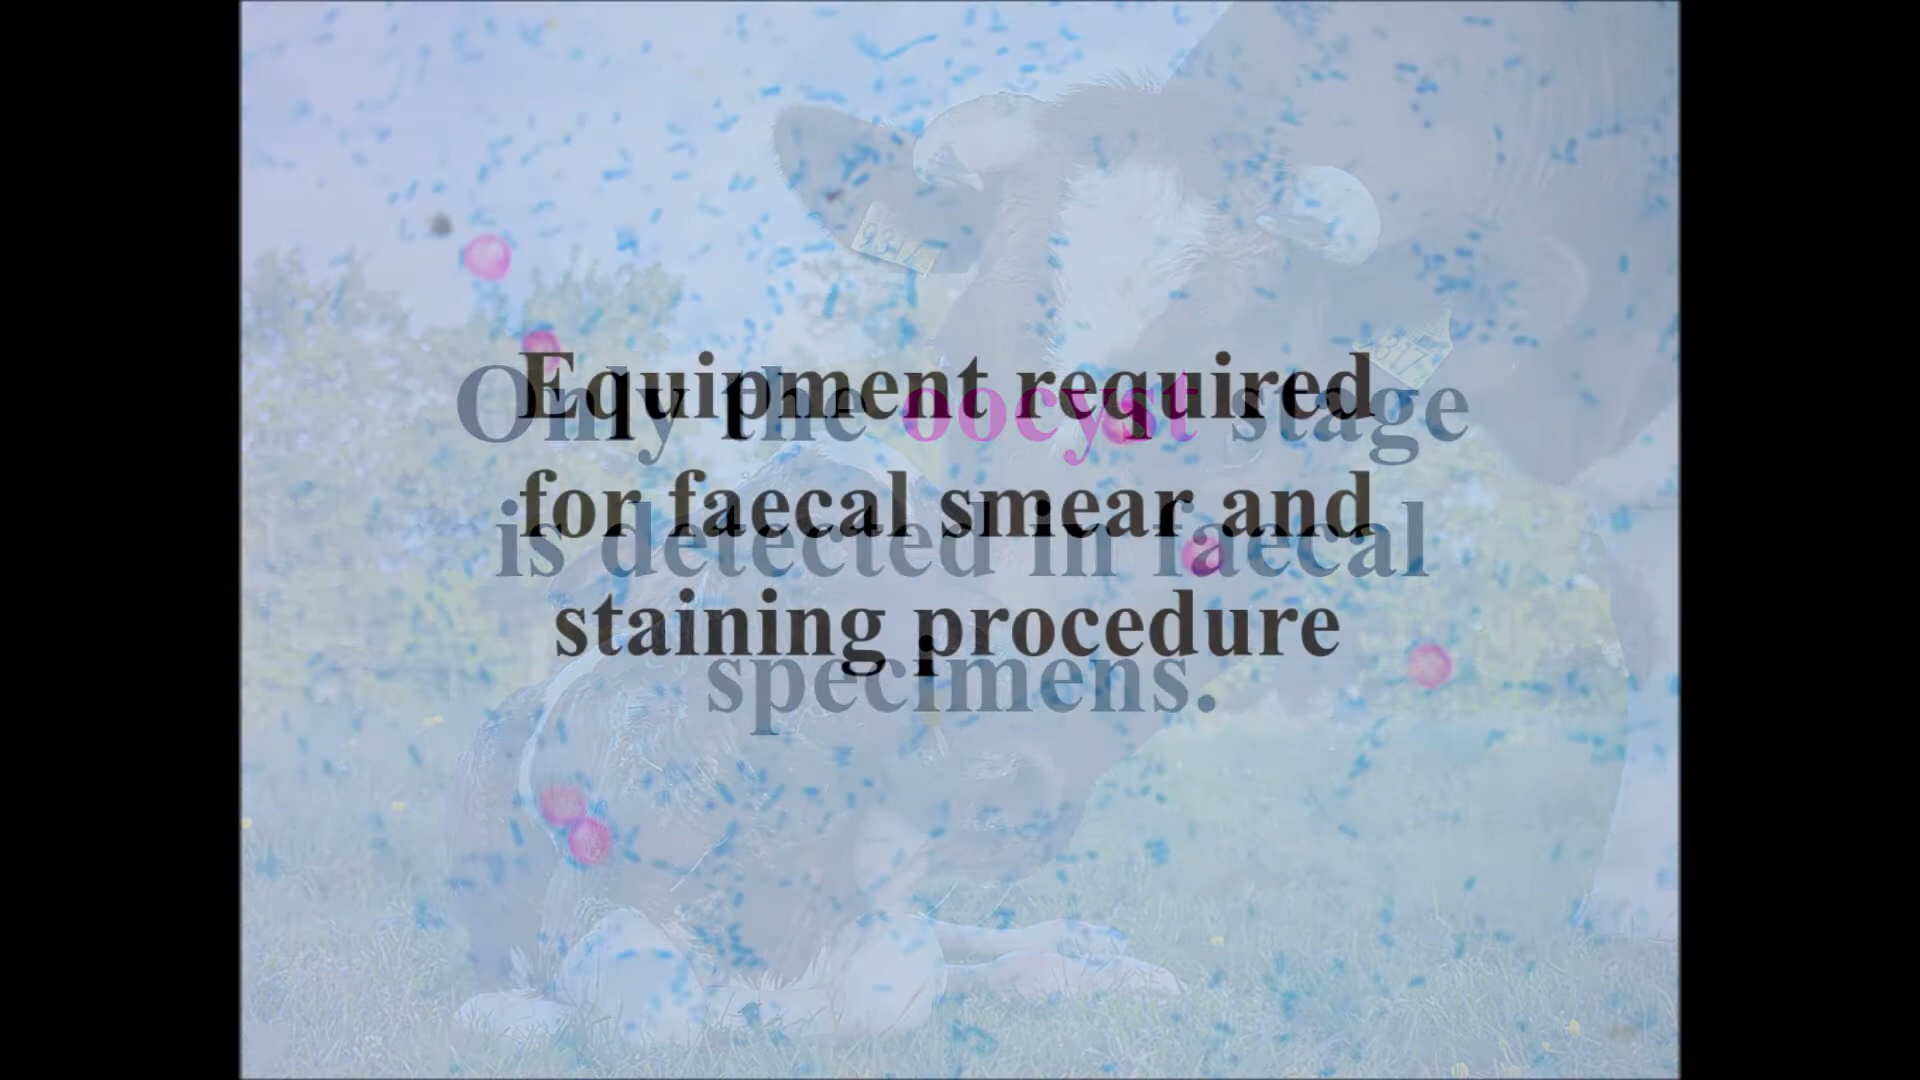 Only the oocyst stage
is detected in faecal
specimens.
Equipment required
for faecal smear and
staining procedure